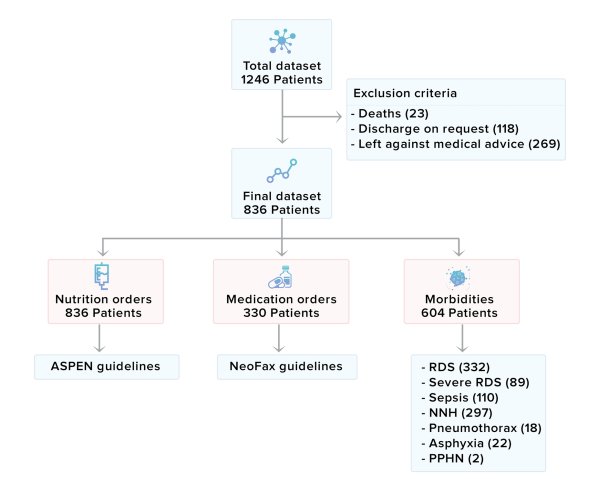 Total dataset
1246 Patients
Exclusion criteria
- Deaths (23)
- Discharge on request (118)
- Left against medical advice (269)
Final dataset
836 Patients
Nutrition orders
836 Patients
Medication orders
330 Patients
Morbidities
604 Patients
ASPEN guidelines
NeoFax guidelines
- RDS (332)
- Severe RDS (89)
- Sepsis (110)
- NNH (297)
- Pneumothorax (18)
- Asphyxia (22)
- PPHN (2)